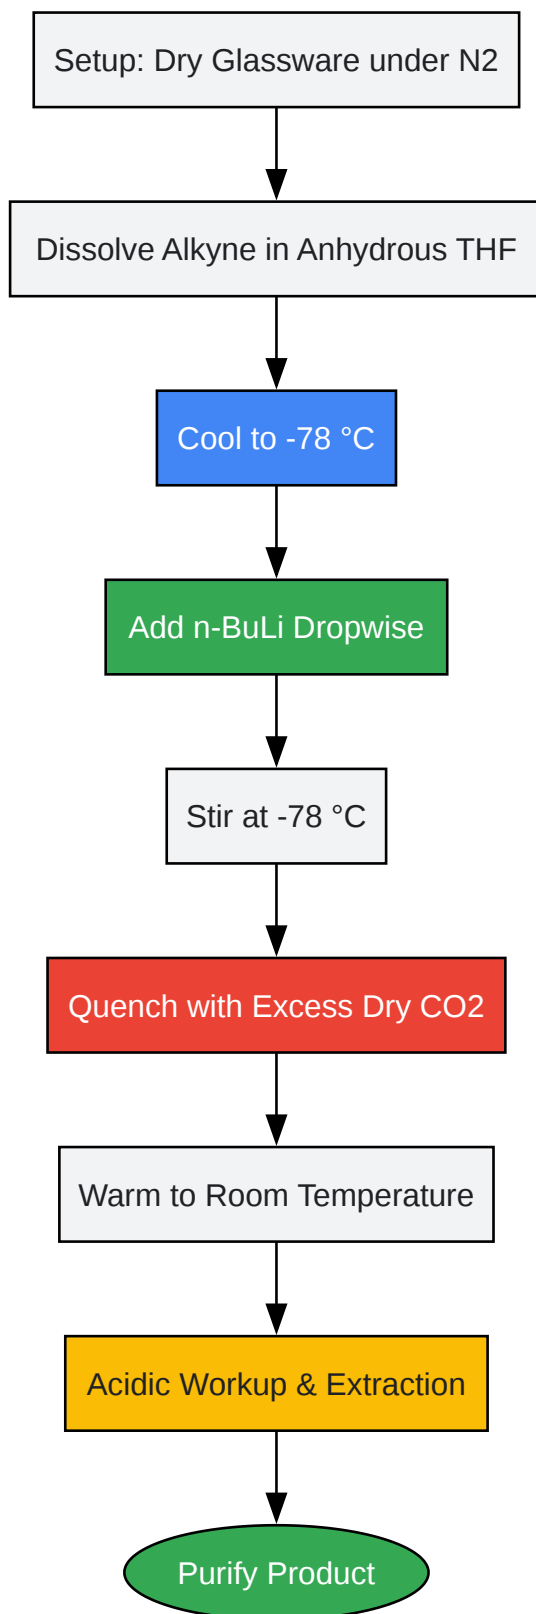 Setup: Dry Glassware under N2
Dissolve Alkyne in Anhydrous THF
Cool to -78 °C
Add n-BuLi Dropwise
Stir at -78 °C
Quench with Excess Dry CO2
Warm to Room Temperature
Acidic Workup & Extraction
Purify Product